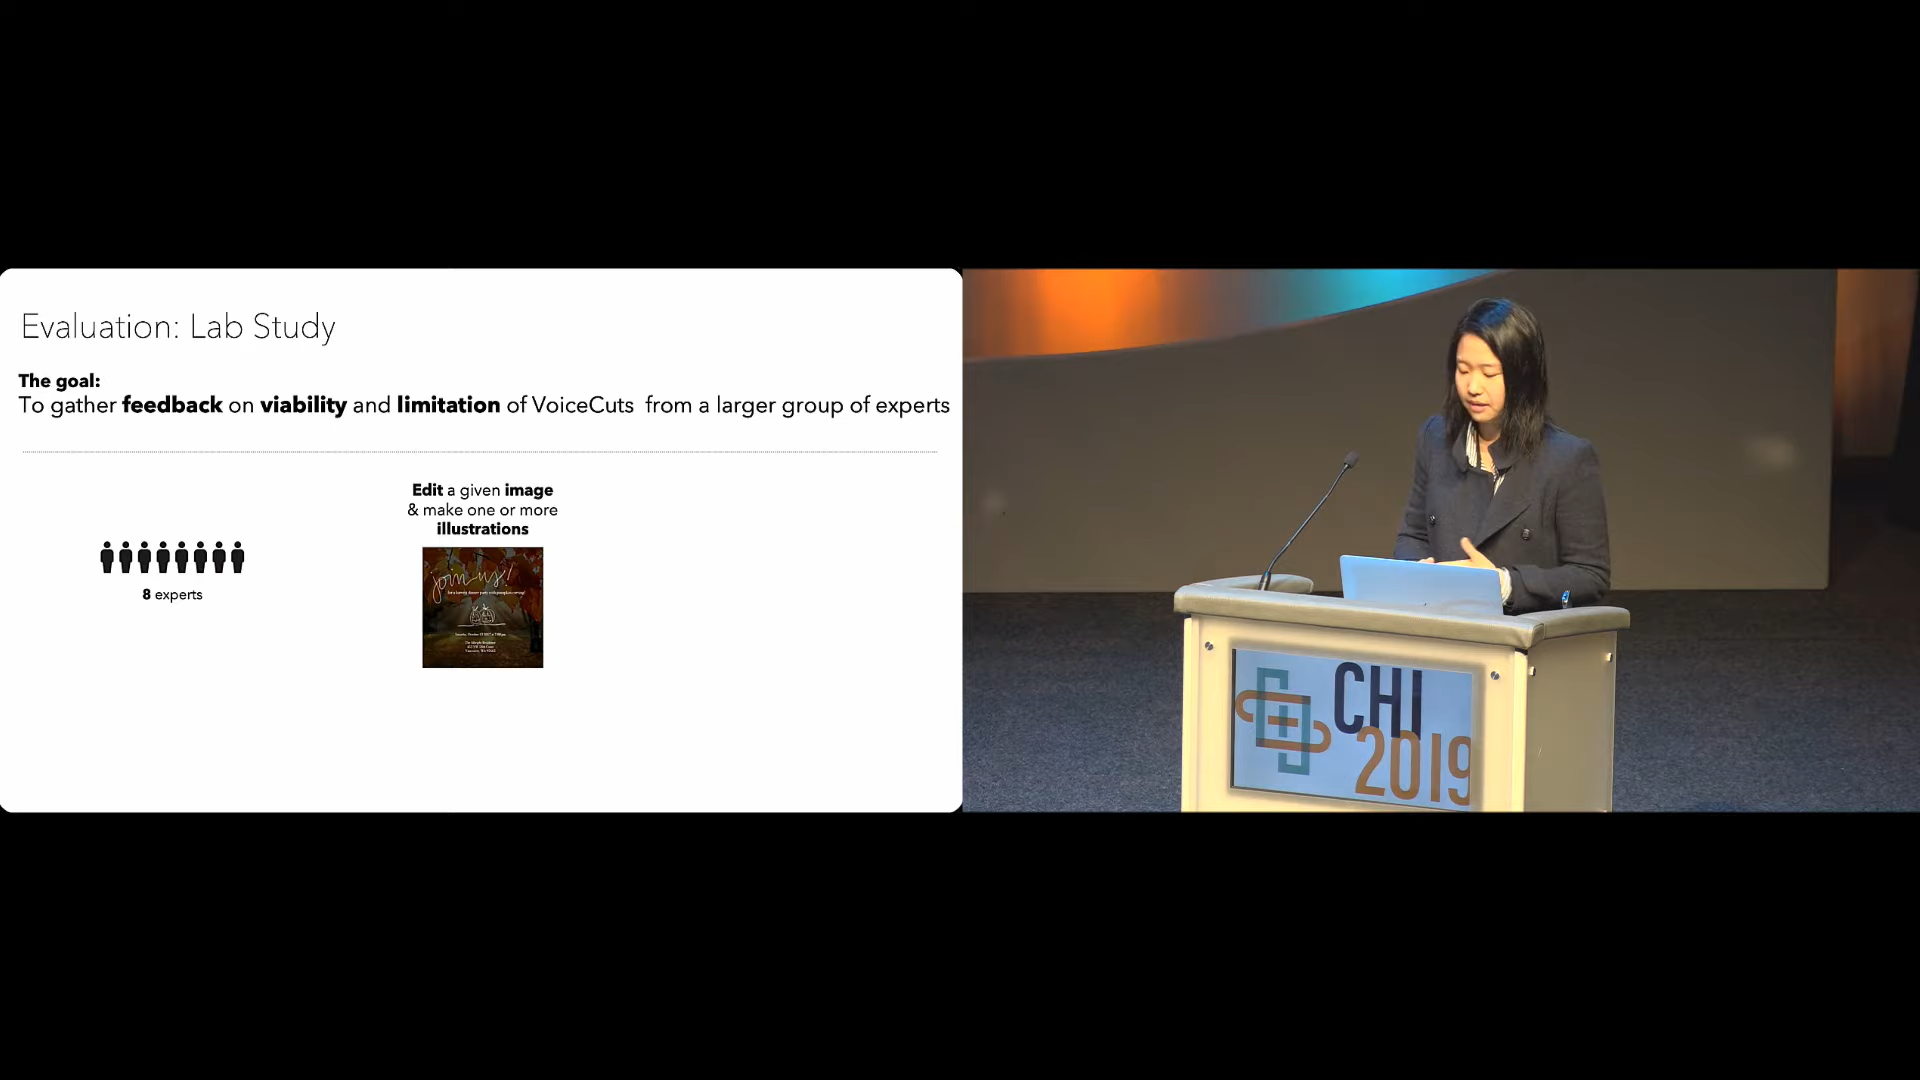 Evaluation: Lab Study
The goal:
To gather feedback on viability and limitation of VoiceCuts from a larger group of experts
8 experts
Edit a given image
& make one or more
illustrations
join us!
CHI
2019